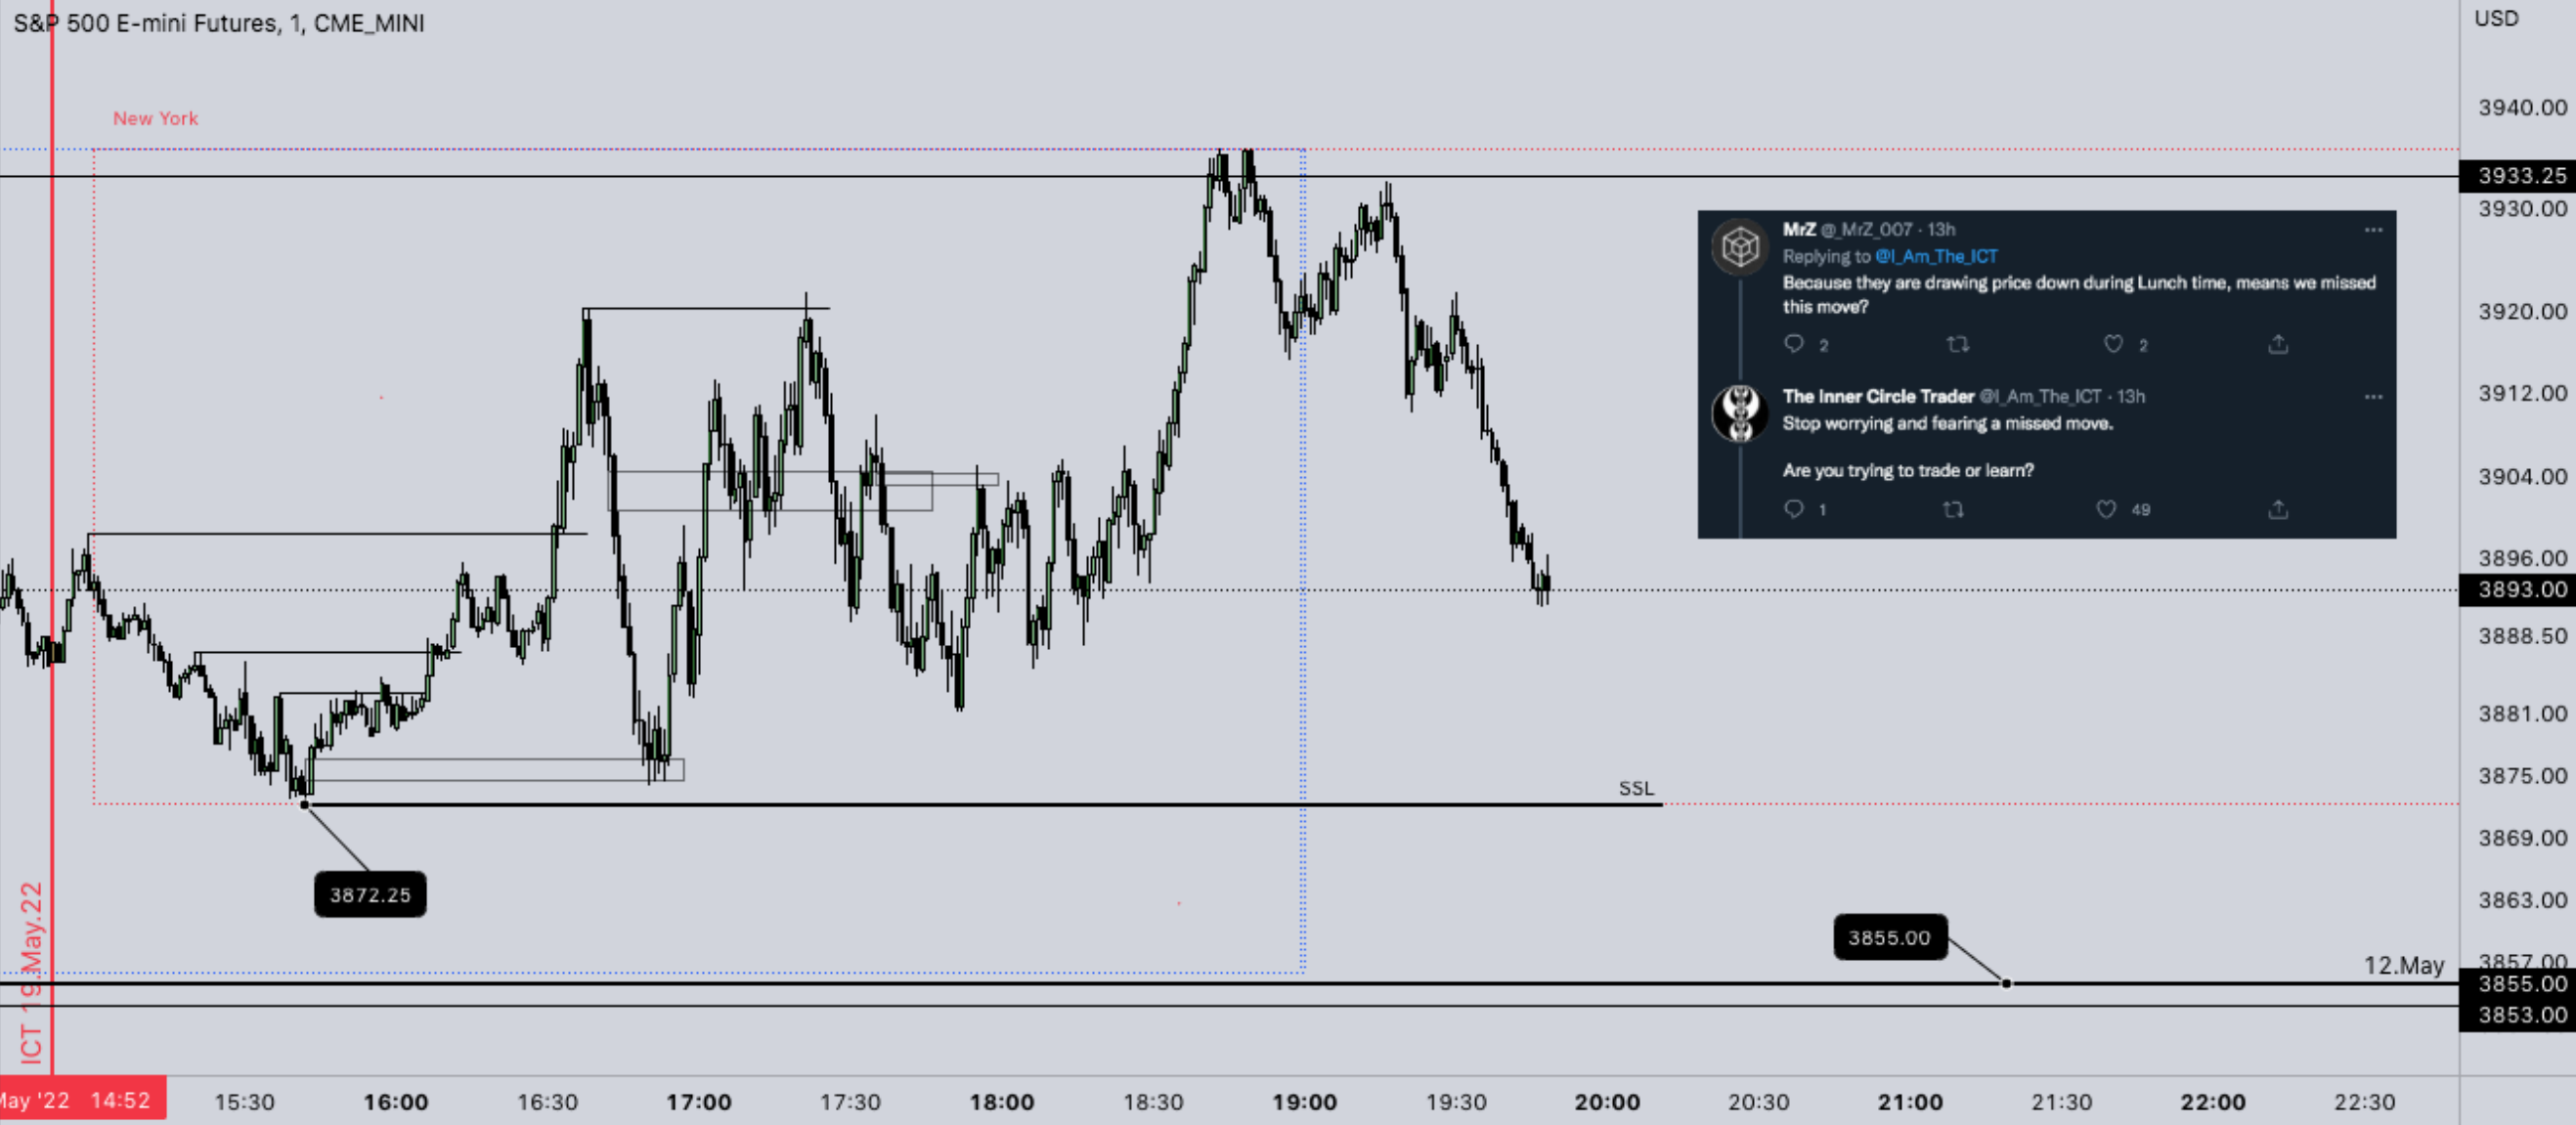 S&P 500 E-mini Futures, 1, CME_MINI
USD
New York
3940.00
3933.25
3930.00
MrZ @_MrZ_007 · 13h
Replying to @I_Am_The_ICT
Because they are drawing price down during Lunch time, means we missed
this move?
2 2
3920.00
3912.00
The Inner Circle Trader @I_Am_The_ICT · 13h
Stop worrying and fearing a missed move.
Are you trying to trade or learn?
1 49
3904.00
3896.00
3893.00
3888.50
3881.00
3875.00
SSL
3869.00
3872.25
3863.00
3855.00
12.May
3857.00
3855.00
3853.00
ICT 19.May.22
May '22 14:52
15:30 16:00 16:30 17:00 17:30 18:00 18:30 19:00 19:30 20:00 20:30 21:00 21:30 22:00 22:30